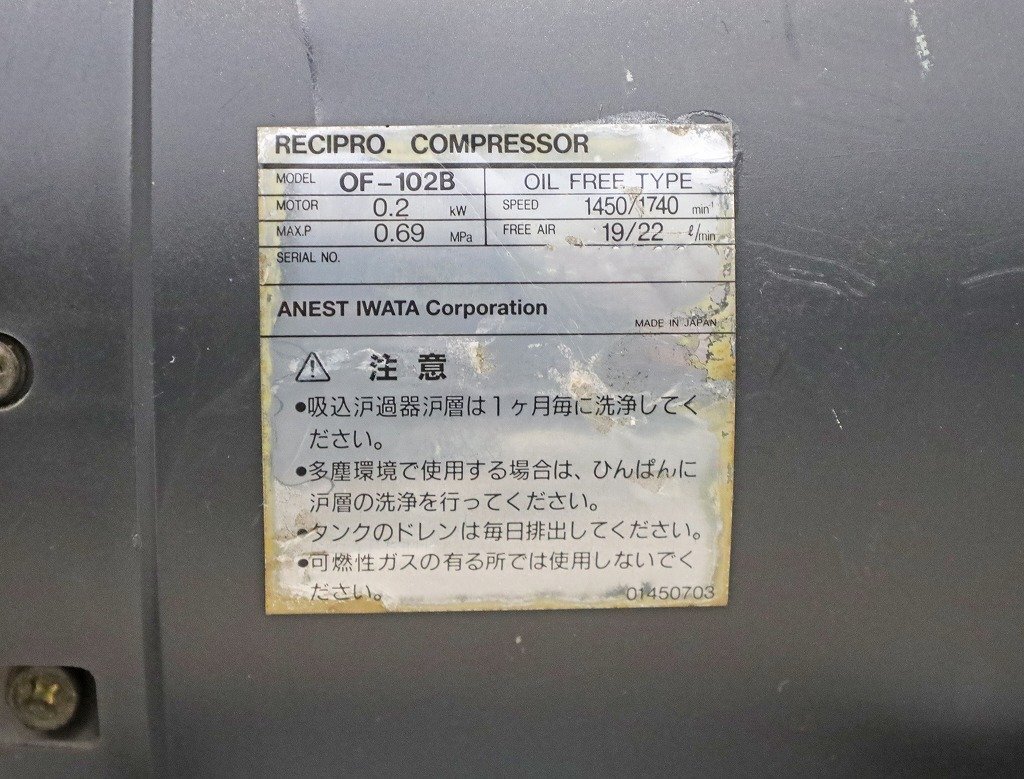 RECIPRO. COMPRESSOR
MODEL OF-102B OIL FREE TYPE
MOTOR 0.2 kW SPEED 1450/1740 min⁻¹
MAX.P 0.69 MPa FREE AIR 19/22 ℓ/min
SERIAL NO.
ANEST IWATA Corporation
MADE IN JAPAN
⚠ 注意
●吸込沪過器沪層は1ヶ月毎に洗浄してく
ださい。
●多塵環境で使用する場合は、ひんぱんに
沪層の洗浄を行ってください。
●タンクのドレンは毎日排出してください。
●可燃性ガスの有る所では使用しないでく
ださい。
01450703